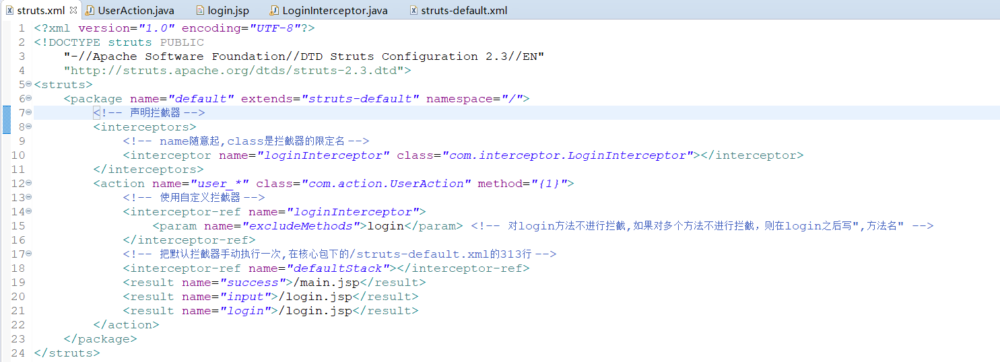 struts.xml UserAction.java login.jsp LoginInterceptor.java struts-default.xml
1 <?xml version="1.0" encoding="UTF-8"?>
2 <!DOCTYPE struts PUBLIC
3     "-//Apache Software Foundation//DTD Struts Configuration 2.3//EN"
4     "http://struts.apache.org/dtds/struts-2.3.dtd">
5 <struts>
6     <package name="default" extends="struts-default" namespace="/">
7         <!-- 声明拦截器 -->
8         <interceptors>
9             <!-- name随意起,class是拦截器的限定名 -->
10             <interceptor name="loginInterceptor" class="com.interceptor.LoginInterceptor"></interceptor>
11         </interceptors>
12         <action name="user_*" class="com.action.UserAction" method="{1}">
13             <!-- 使用自定义拦截器 -->
14             <interceptor-ref name="loginInterceptor">
15                 <param name="excludeMethods">login</param> <!-- 对login方法不进行拦截,如果对多个方法不进行拦截，则在login之后写",方法名" -->
16             </interceptor-ref>
17             <!-- 把默认拦截器手动执行一次,在核心包下的/struts-default.xml的313行 -->
18             <interceptor-ref name="defaultStack"></interceptor-ref>
19             <result name="success">/main.jsp</result>
20             <result name="input">/login.jsp</result>
21             <result name="login">/login.jsp</result>
22         </action>
23     </package>
24 </struts>